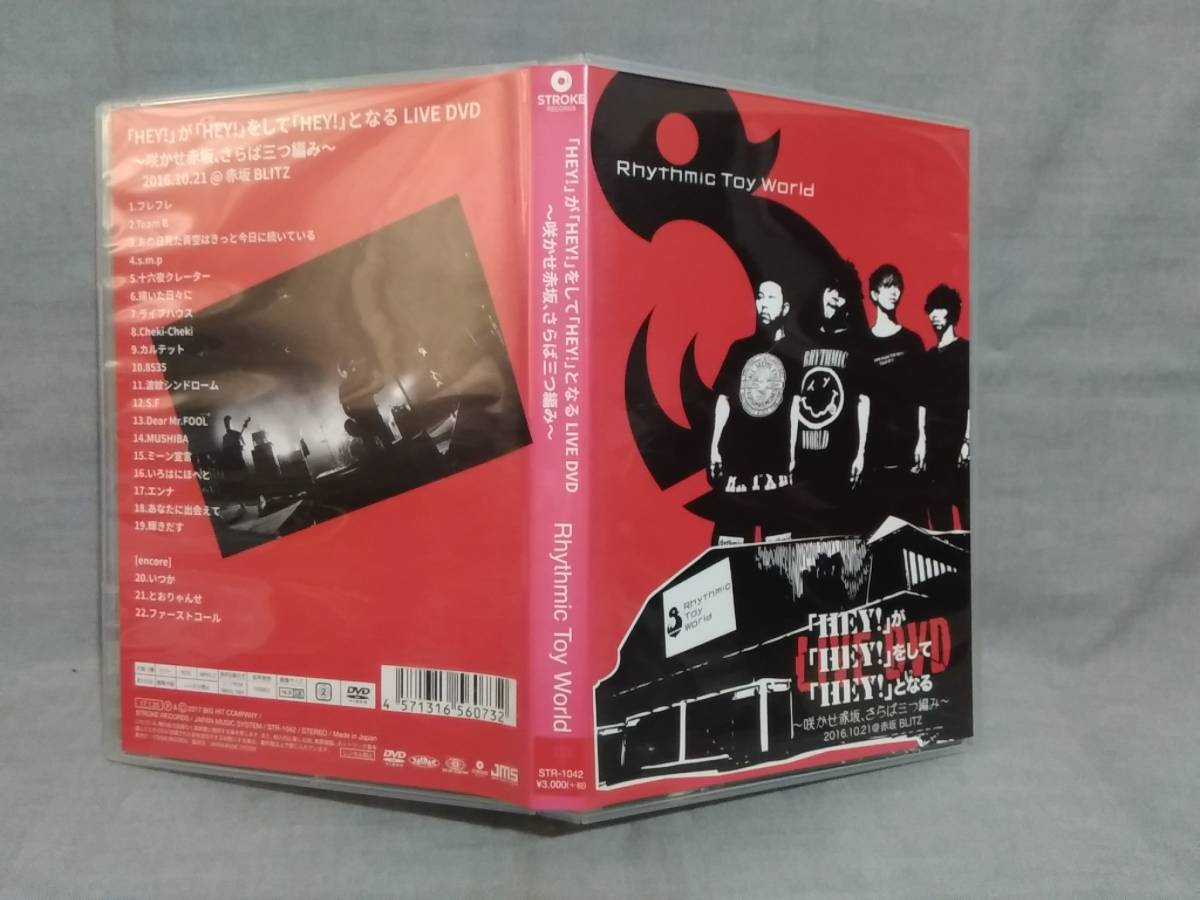 「HEY!」が「HEY!」をして「HEY!」となる LIVE DVD
～咲かせ赤坂、さらば三つ編み～
2016.10.21 @ 赤坂 BLITZ
1.フレフレ
2.Team B
3.あの日見た青空はきっと今日に続いている
4.s.m.p
5.十六夜クレーター
6.描いた日々に
7.ライブハウス
8.Cheki-Cheki
9.カルテット
10.8535
11.波紋シンドローム
12.S.F
13.Dear Mr.FOOL
14.MUSHIBA
15.ミーン宣言
16.いろはにほへと
17.エンナ
18.あなたに出会えて
19.輝きだす
[encore]
20.いつか
21.とおりゃんせ
22.ファーストコール
2
DVD
4 571316 560732
Ⓟ & Ⓒ 2017 BIG HIT COMPANY /
STROKE RECORDS / JAPAN MUSIC SYSTEM / STR-1042 / STEREO / Made in Japan
DVD
JMS
STROKE
RECORDS
「HEY!」が「HEY!」をして「HEY!」となる LIVE DVD
～咲かせ赤坂、さらば三つ編み～
Rhythmic Toy World
STR-1042
¥3,000(+税)
Rhythmic Toy World
RHYTHMIC
WORLD
Rhythmic
Toy
World
LIVE DVD
「HEY!」が
「HEY!」をして
「HEY!」となる
～咲かせ赤坂、さらば三つ編み～
2016.10.21@赤坂 BLITZ